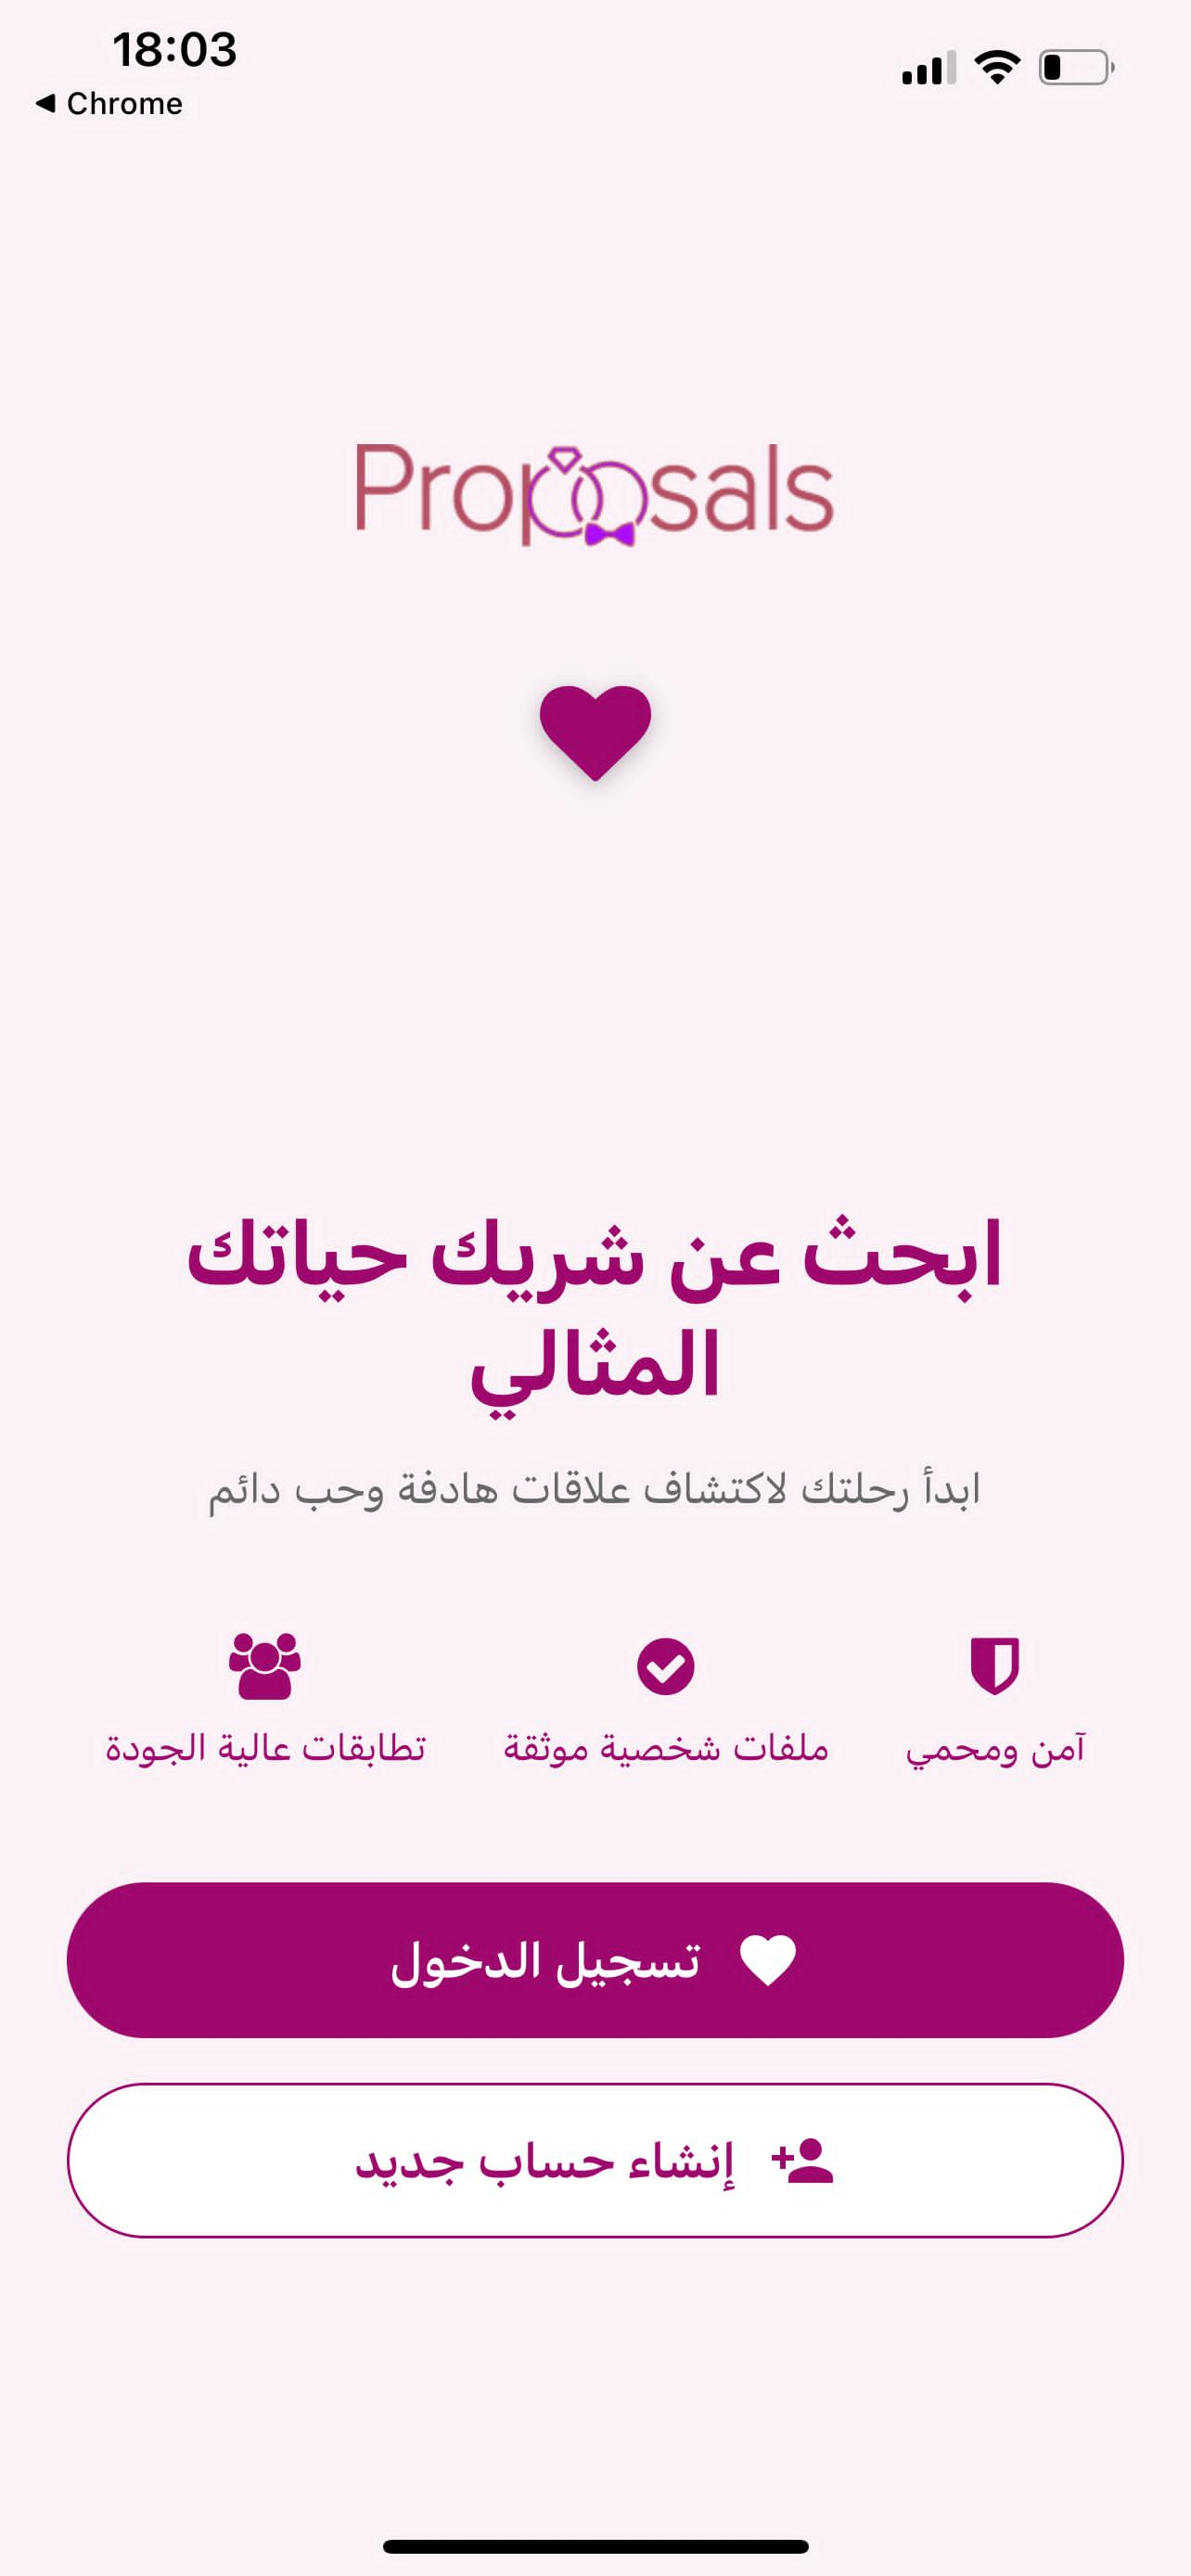 18:03
Chrome
Proposals
ابحث عن شريك حياتك
المثالي
ابدأ رحلتك لاكتشاف علاقات هادفة وحب دائم
آمن ومحمي
ملفات شخصية موثقة
تطابقات عالية الجودة
تسجيل الدخول
إنشاء حساب جديد